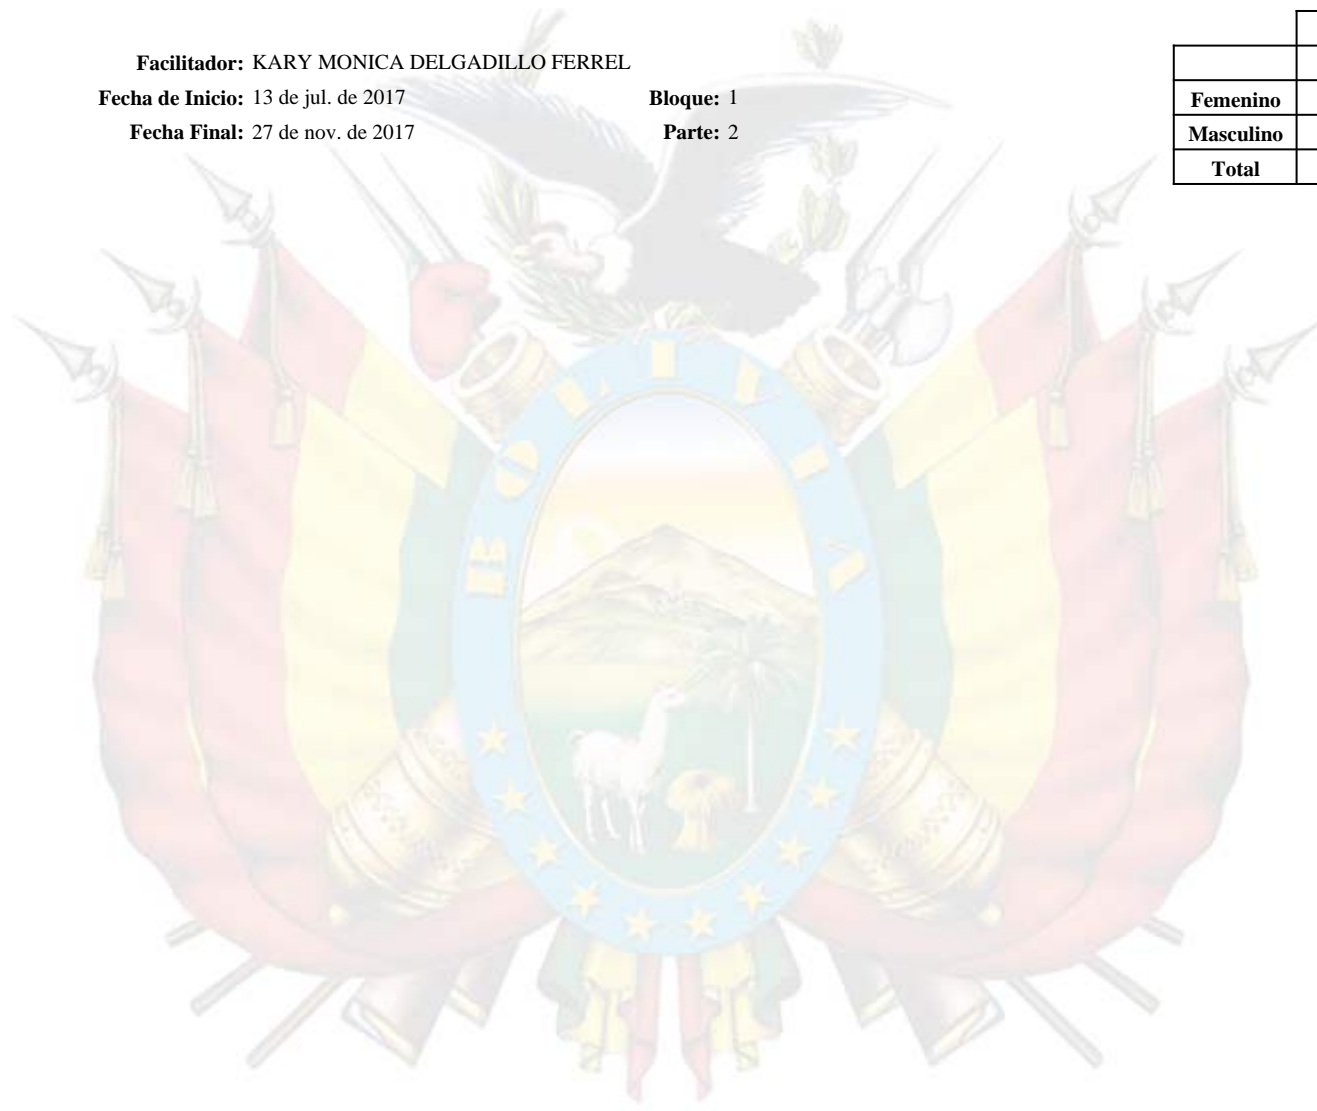 Facilitador: KARY MONICA DELGADILLO FERREL
Fecha de Inicio: 13 de jul. de 2017 Bloque: 1
Fecha Final: 27 de nov. de 2017 Parte: 2
Femenino
Masculino
Total
BOLIVIA